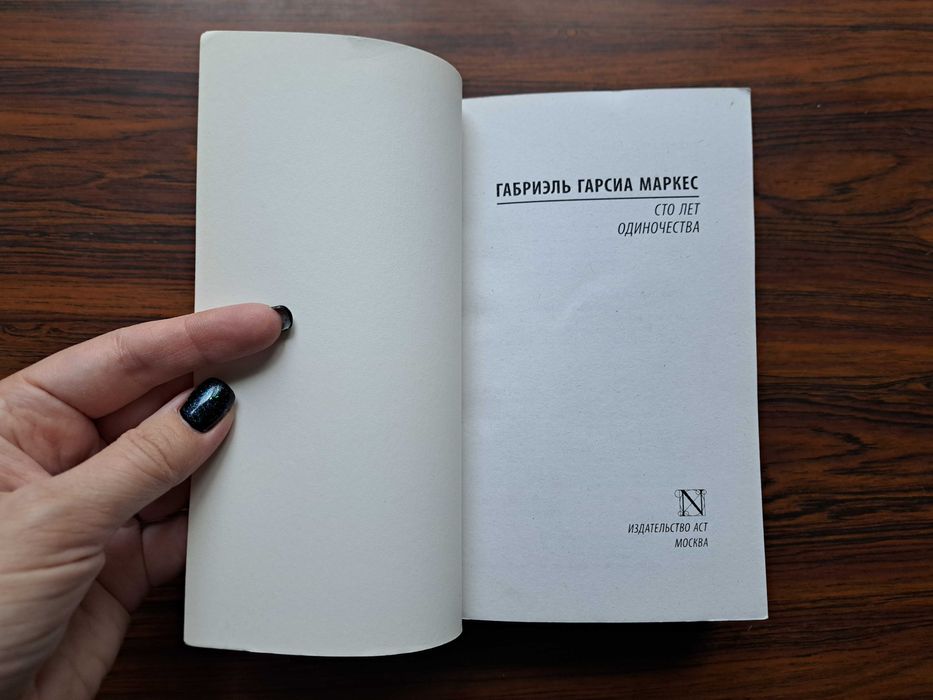 ГАБРИЭЛЬ ГАРСИА МАРКЕС
СТО ЛЕТ
ОДИНОЧЕСТВА
N
ИЗДАТЕЛЬСТВО АСТ
МОСКВА